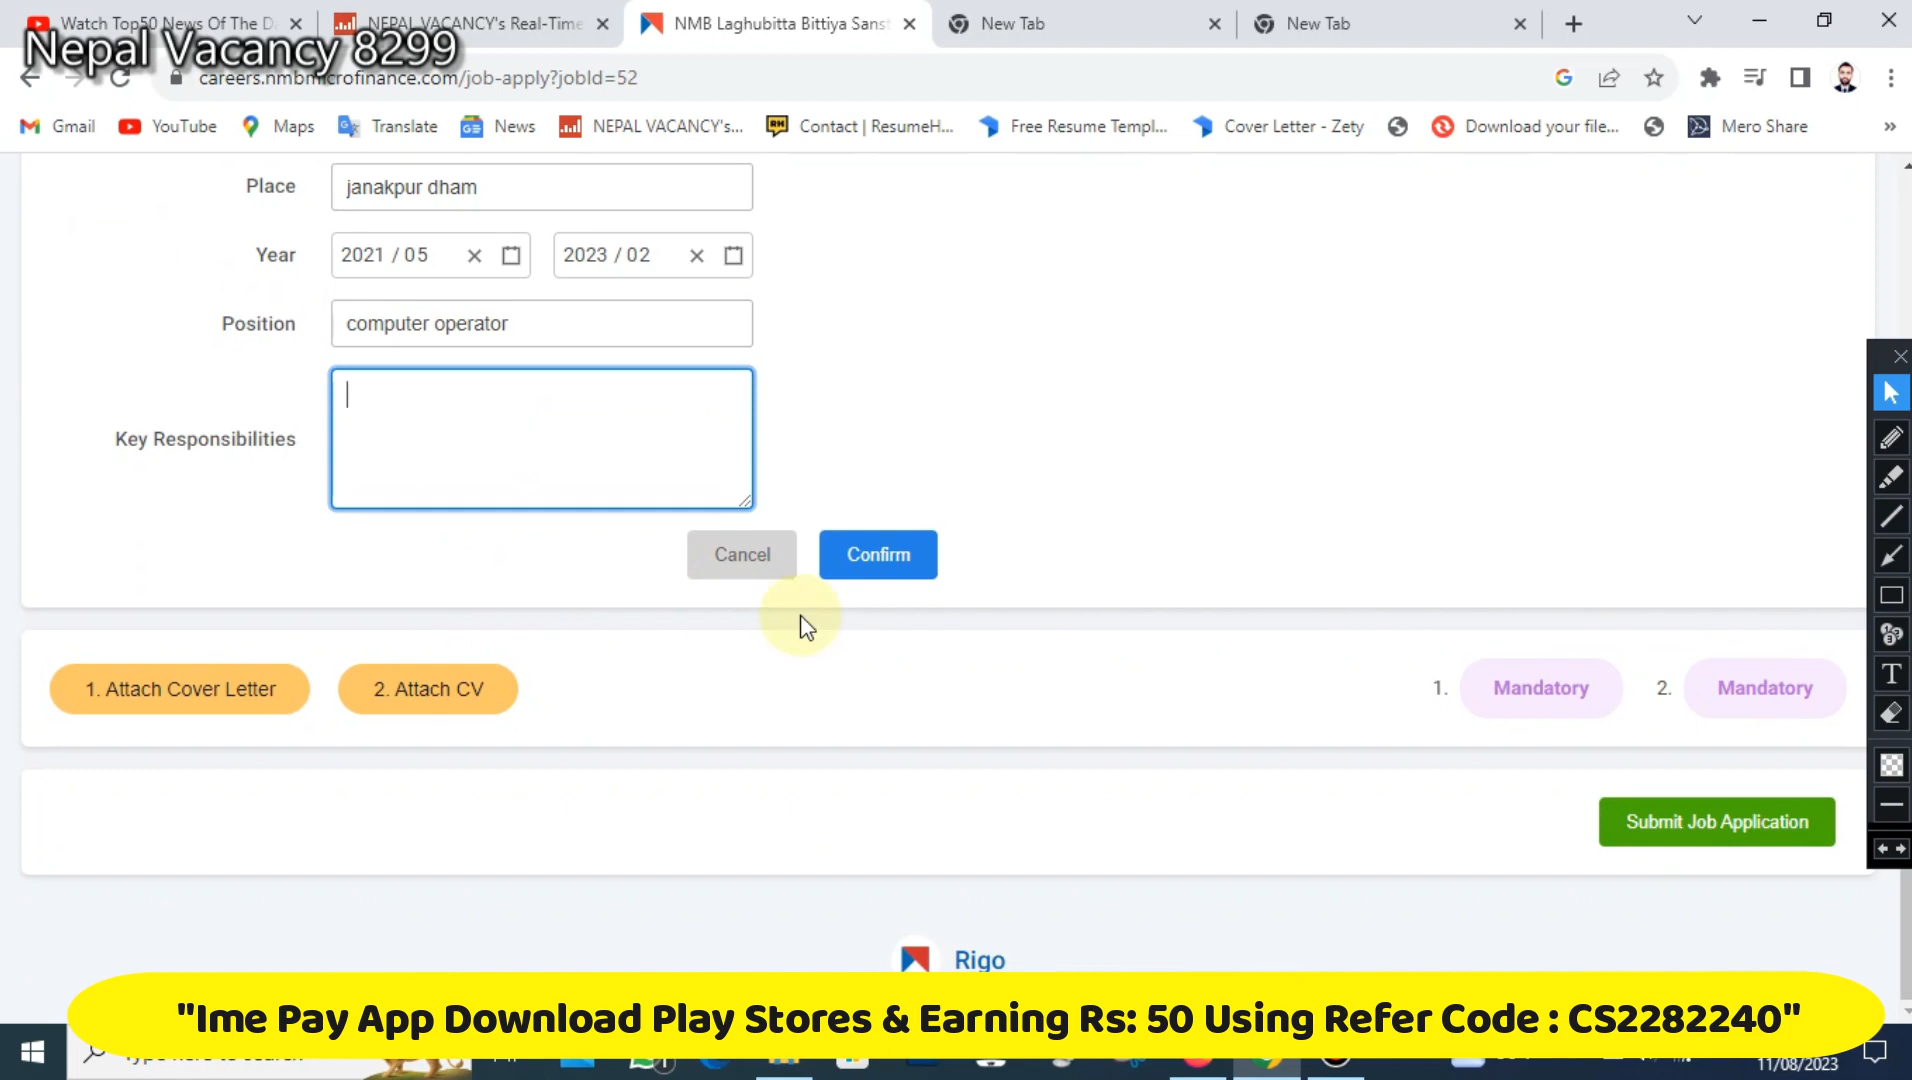 Watch Top50 News Of The D
NEPAL VACANCY's Real-Time
NMB Laghubitta Bittiya Sanst
New Tab
New Tab
Nepal Vacancy 8299
careers.nmbmicrofinance.com/job-apply?jobId=52
Gmail
YouTube
Maps
Translate
News
NEPAL VACANCY's...
Contact | ResumeH...
Free Resume Templ...
Cover Letter - Zety
Download your file...
Mero Share
Place
janakpur dham
Year
2021 / 05
2023 / 02
Position
computer operator
Key Responsibilities
Cancel
Confirm
1. Attach Cover Letter
2. Attach CV
1. Mandatory
2. Mandatory
Submit Job Application
Rigo
"Ime Pay App Download Play Stores & Earning Rs: 50 Using Refer Code : CS2282240"
11/08/2023